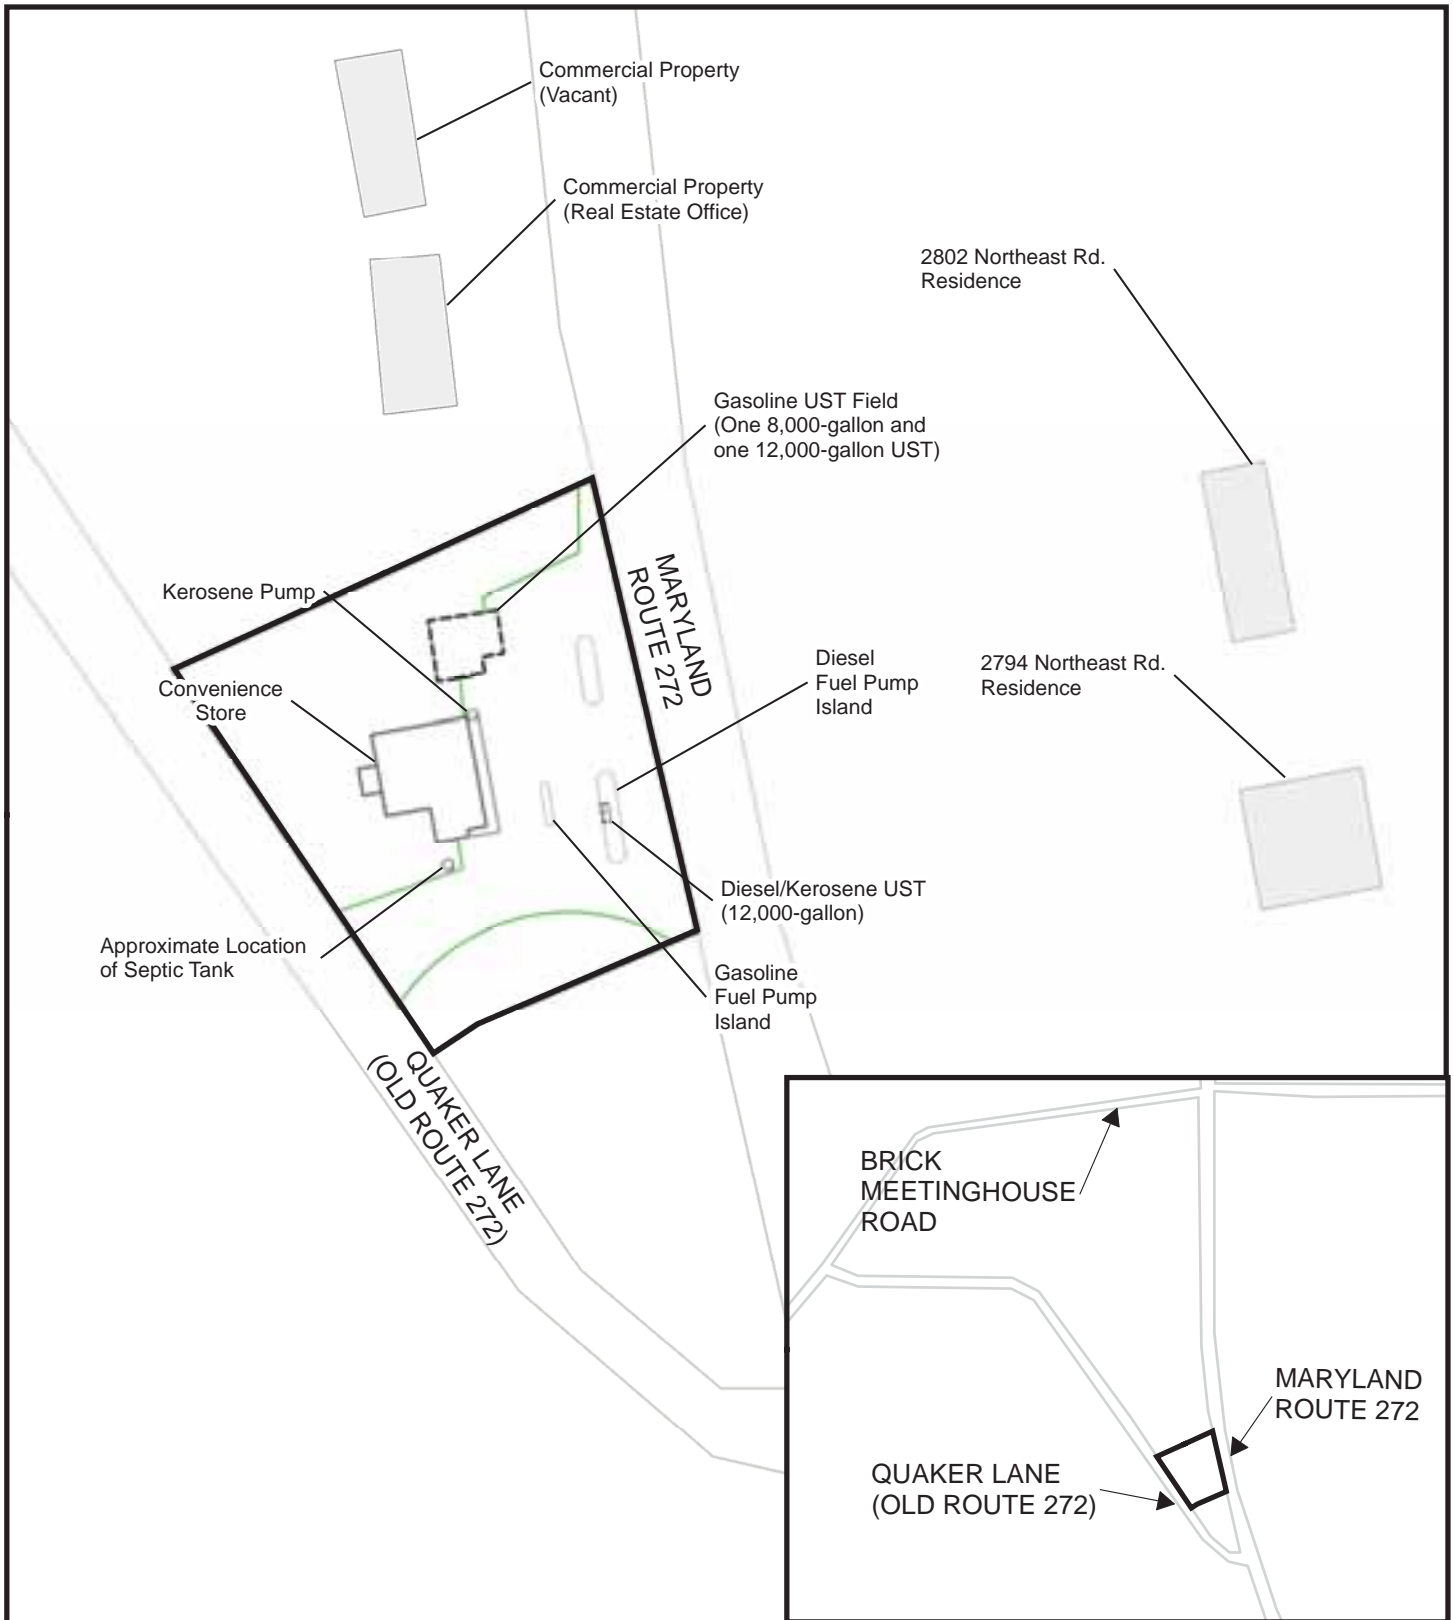 Commercial Property
(Vacant)
Commercial Property
(Real Estate Office)
2802 Northeast Rd.
Residence
Gasoline UST Field
(One 8,000-gallon and
one 12,000-gallon UST)
Kerosene Pump
MARYLAND
ROUTE 272
Convenience
Store
Diesel
Fuel Pump
Island
2794 Northeast Rd.
Residence
Diesel/Kerosene UST
(12,000-gallon)
Approximate Location
of Septic Tank
Gasoline
Fuel Pump
Island
QUAKER LANE
(OLD ROUTE 272)
BRICK
MEETINGHOUSE
ROAD
MARYLAND
ROUTE 272
QUAKER LANE
(OLD ROUTE 272)